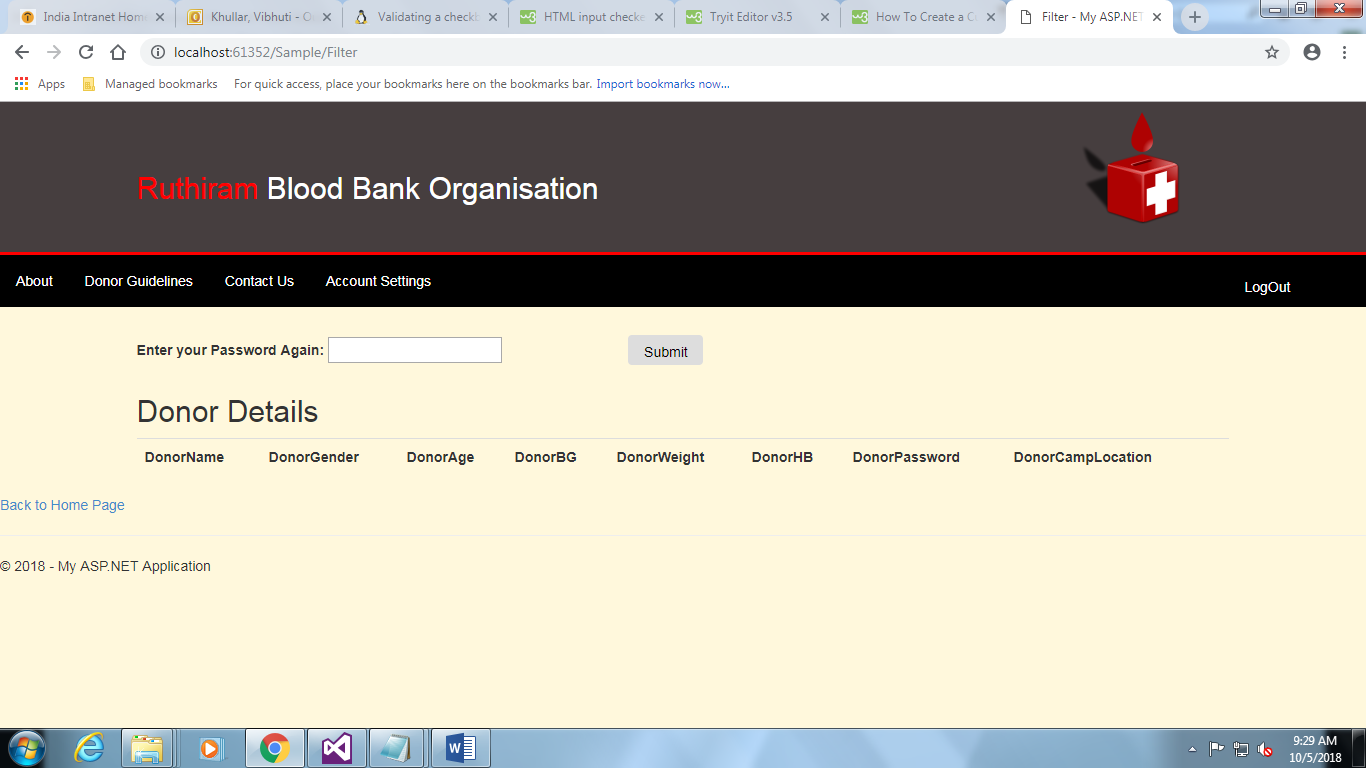 India Intranet Home
Khullar, Vibhuti - O
Validating a checkb
HTML input checke
Tryit Editor v3.5
How To Create a C
Filter - My ASP.NET
localhost:61352/Sample/Filter
Apps
Managed bookmarks
For quick access, place your bookmarks here on the bookmarks bar. Import bookmarks now...
Ruthiram Blood Bank Organisation
About
Donor Guidelines
Contact Us
Account Settings
LogOut
Enter your Password Again:
Submit
Donor Details
DonorName DonorGender DonorAge DonorBG DonorWeight DonorHB DonorPassword DonorCampLocation
Back to Home Page
© 2018 - My ASP.NET Application
9:29 AM
10/5/2018